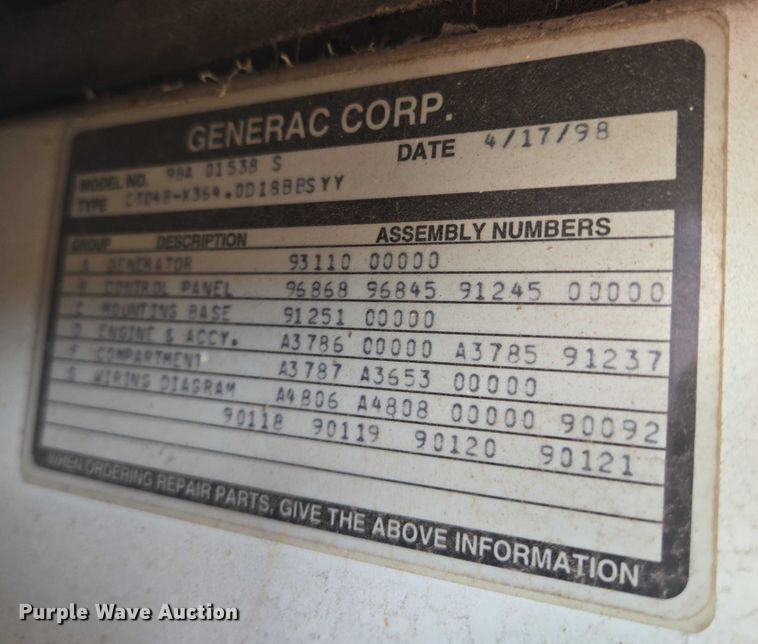 GENERAC CORP.
MODEL NO. 98A 01538 S DATE 4/17/98
TYPE CT048-K364.0D18BBSYY
GROUP DESCRIPTION ASSEMBLY NUMBERS
A GENERATOR 93110 00000
B CONTROL PANEL 96868 96845 91245 00000
C MOUNTING BASE 91251 00000
D ENGINE & ACCY. A3786 00000 A3785 91237
F COMPARTMENT A3787 A3653 00000
G WIRING DIAGRAM A4806 A4808 00000 90092
90118 90119 90120 90121
WHEN ORDERING REPAIR PARTS, GIVE THE ABOVE INFORMATION
Purple Wave Auction